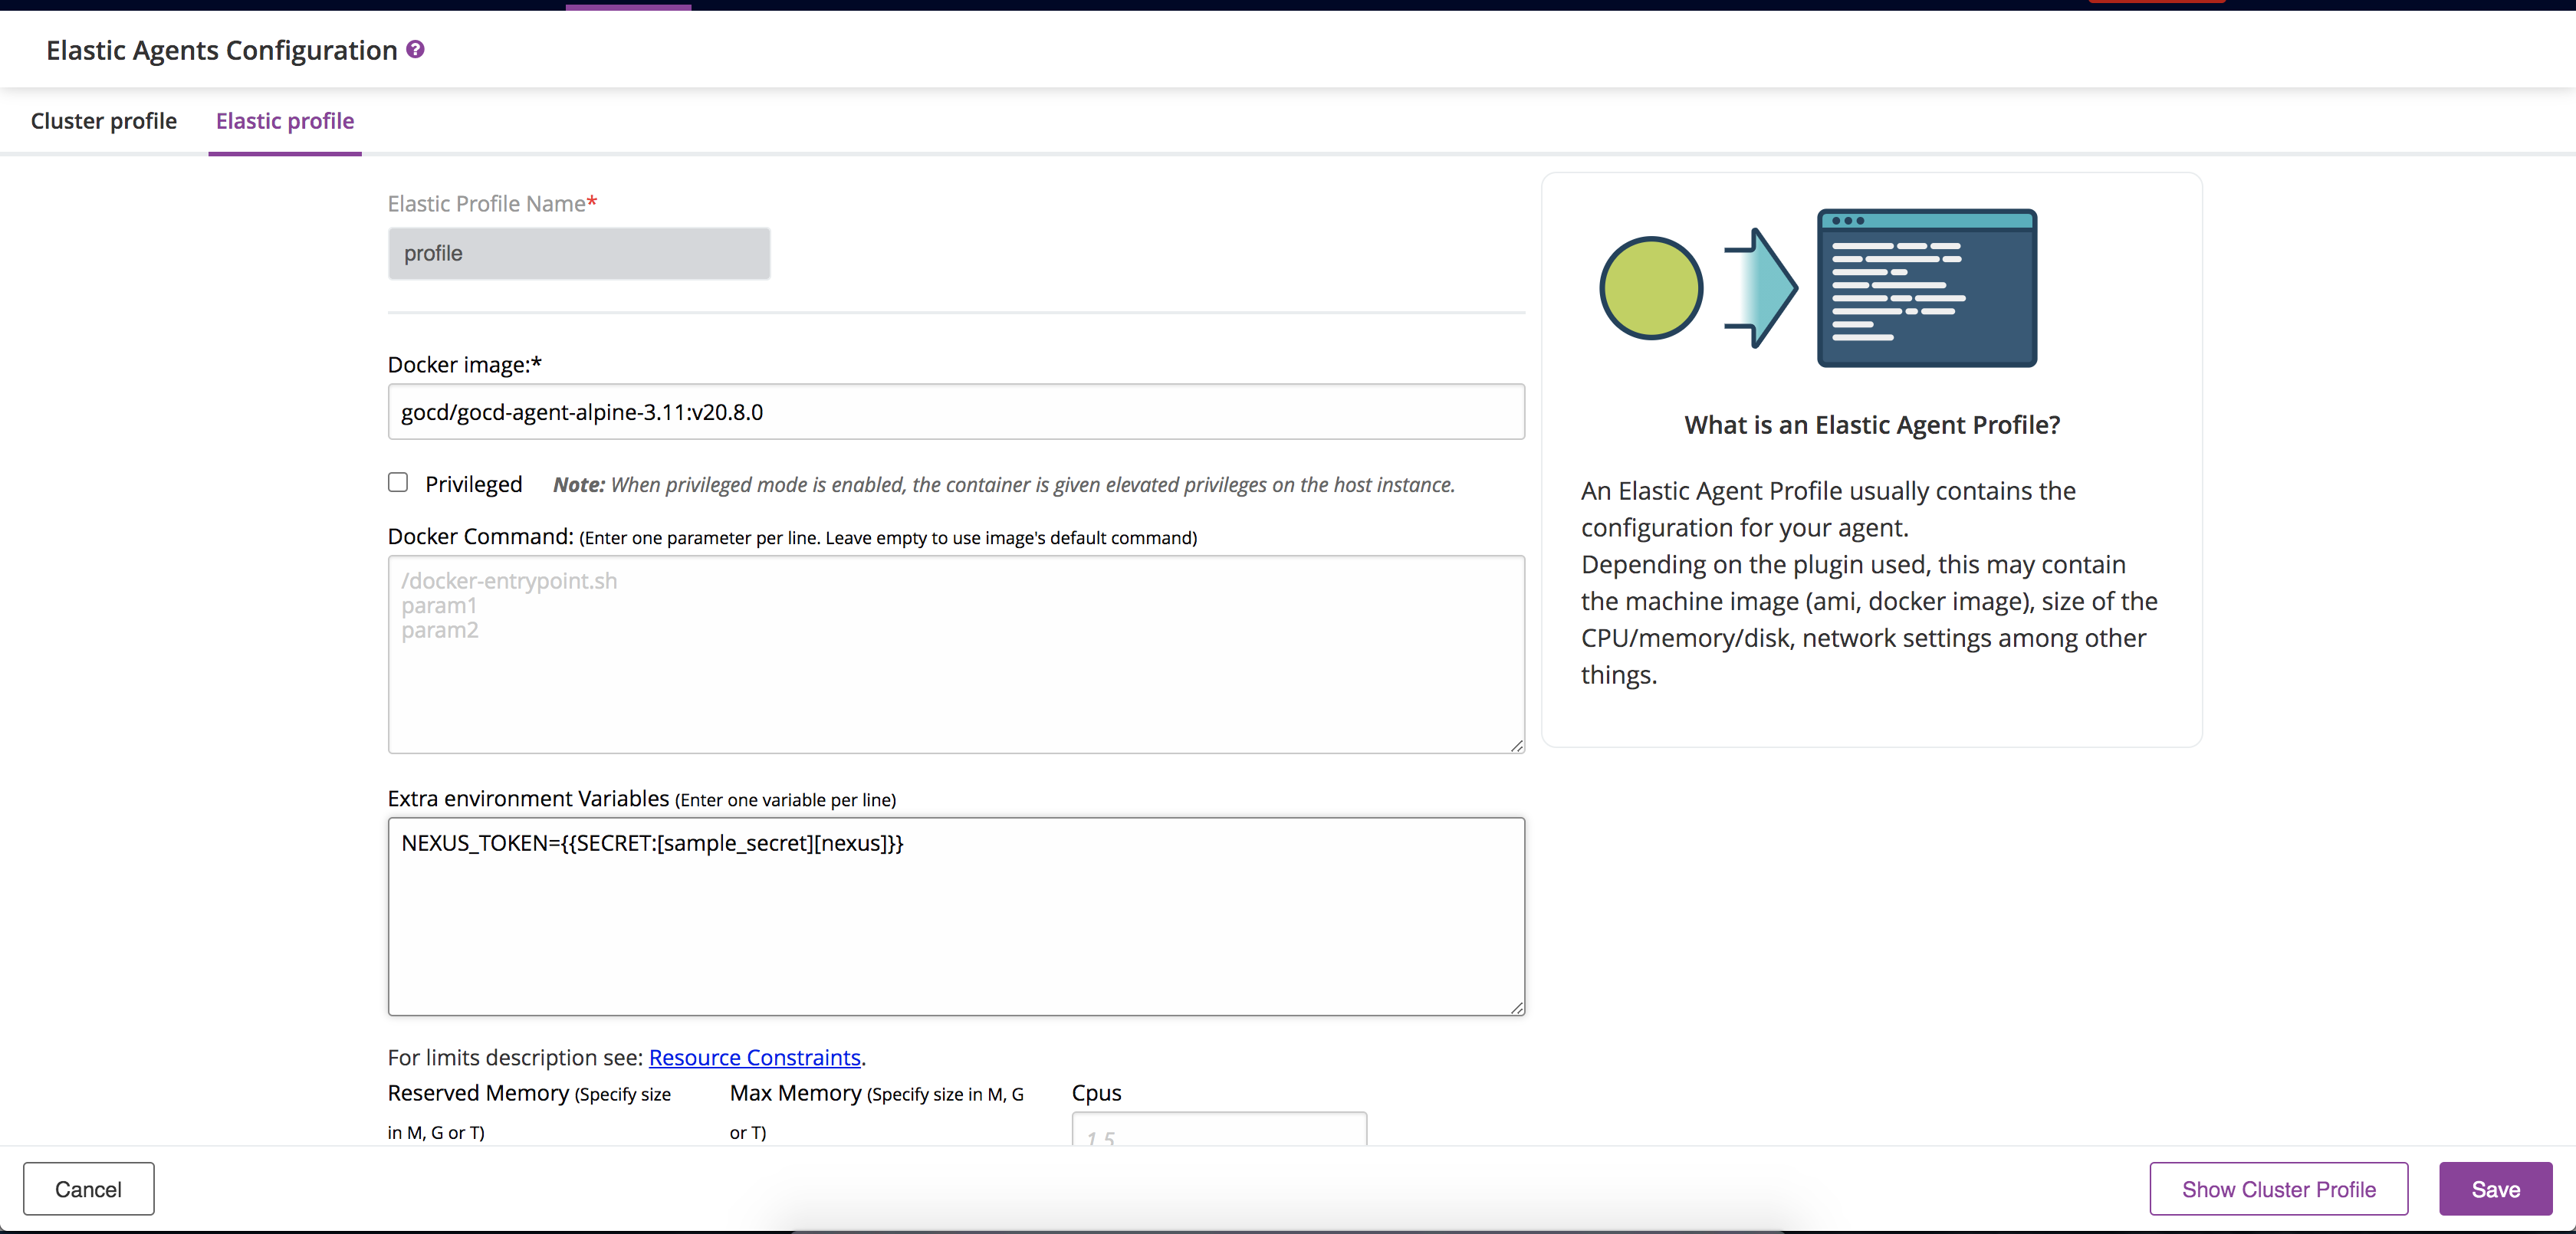 Elastic Agents Configuration ?
Cluster profile
Elastic profile
Elastic Profile Name*
profile
Docker image:*
gocd/gocd-agent-alpine-3.11:v20.8.0
Privileged Note: When privileged mode is enabled, the container is given elevated privileges on the host instance.
Docker Command: (Enter one parameter per line. Leave empty to use image's default command)
/docker-entrypoint.sh
param1
param2
Extra environment Variables (Enter one variable per line)
NEXUS_TOKEN={{SECRET:[sample_secret][nexus]}}
For limits description see: Resource Constraints.
Reserved Memory (Specify size
in M, G or T)
Max Memory (Specify size in M, G
or T)
Cpus
1.5
What is an Elastic Agent Profile?
An Elastic Agent Profile usually contains the
configuration for your agent.
Depending on the plugin used, this may contain
the machine image (ami, docker image), size of the
CPU/memory/disk, network settings among other
things.
Cancel
Show Cluster Profile
Save